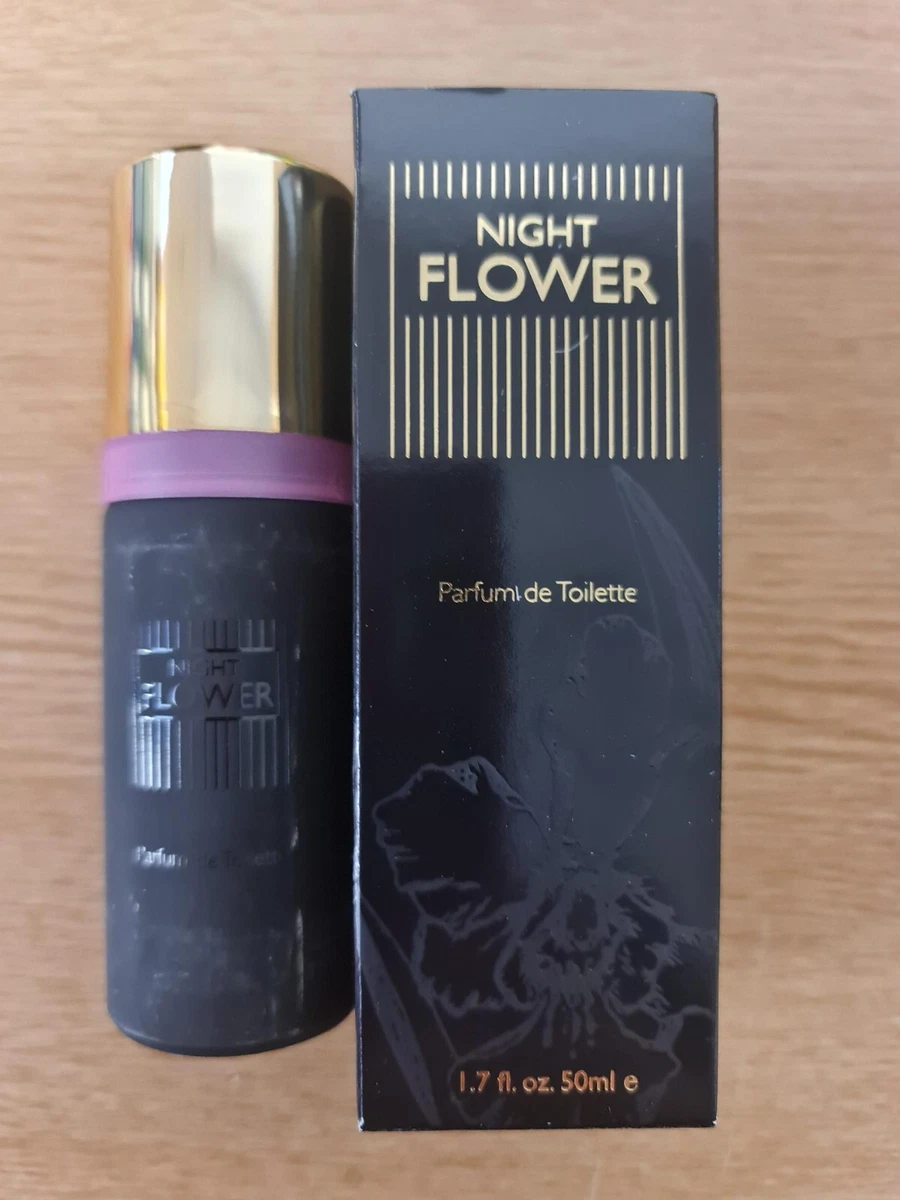 NIGHT
FLOWER
Parfum de Toilette
1.7 fl. oz. 50ml e
NIGHT
FLOWER
Parfum de Toilette